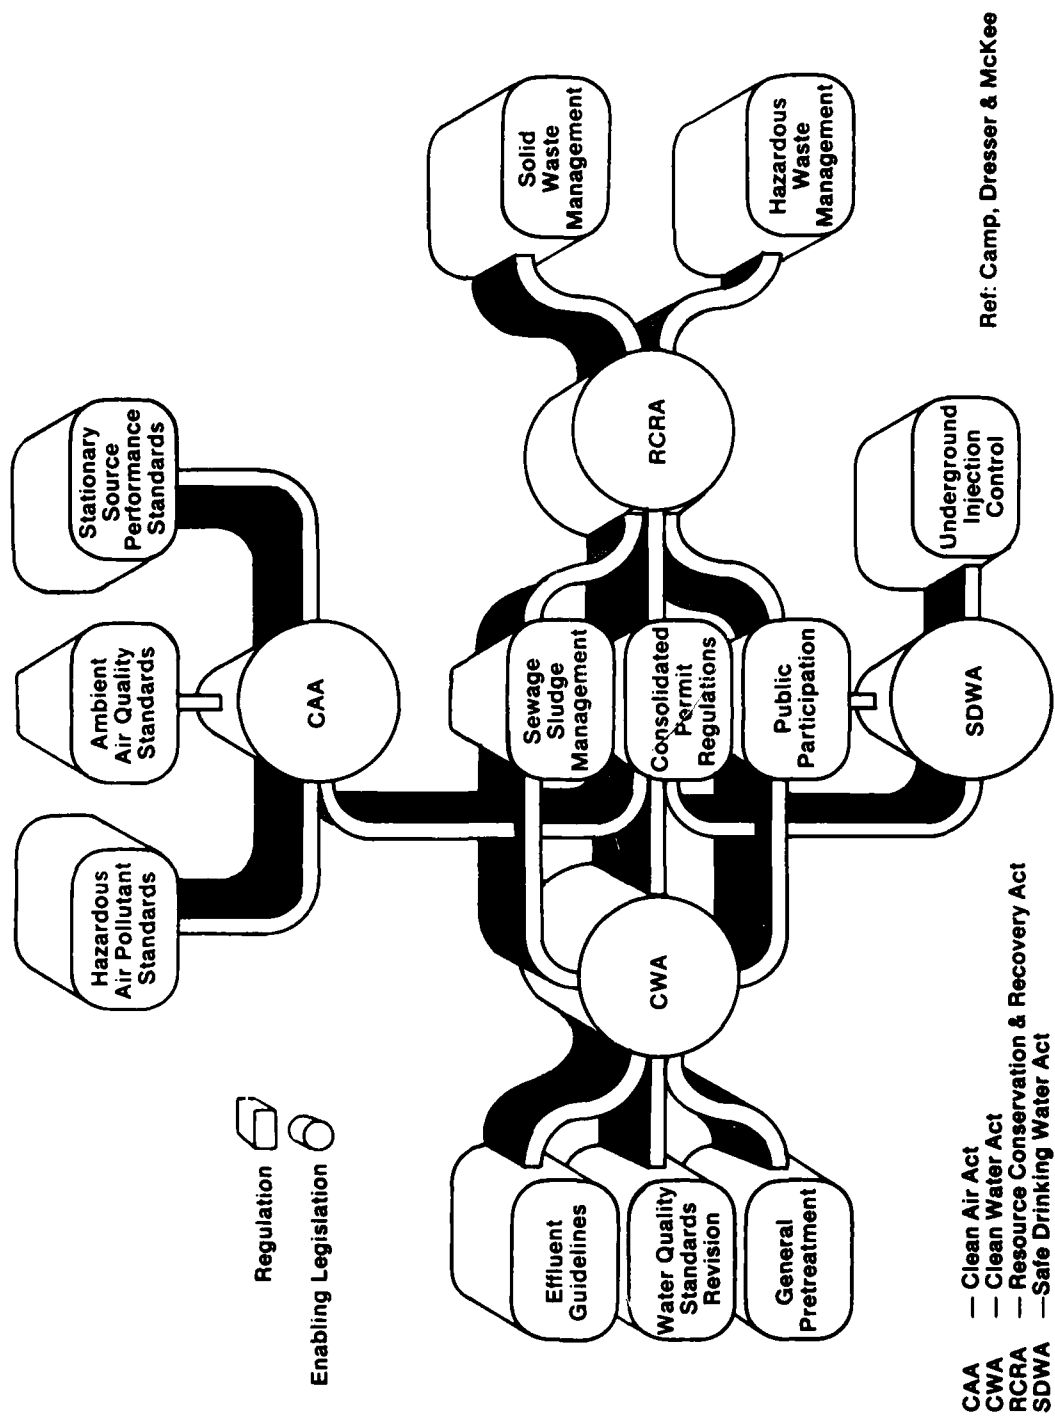 Hazardous
Air Pollutant
Standards
Ambient
Air Quality
Standards
Stationary
Source
Performance
Standards
CAA
Regulation
Enabling Legislation
Effluent
Guidelines
Water Quality
Standards
Revision
General
Pretreatment
CWA
Sewage
Sludge
Management
Consolidated
Permit
Regulations
Public
Participation
RCRA
Solid
Waste
Management
Hazardous
Waste
Management
SDWA
Underground
Injection
Control
CAA — Clean Air Act
CWA — Clean Water Act
RCRA — Resource Conservation & Recovery Act
SDWA — Safe Drinking Water Act
Ref: Camp, Dresser & McKee